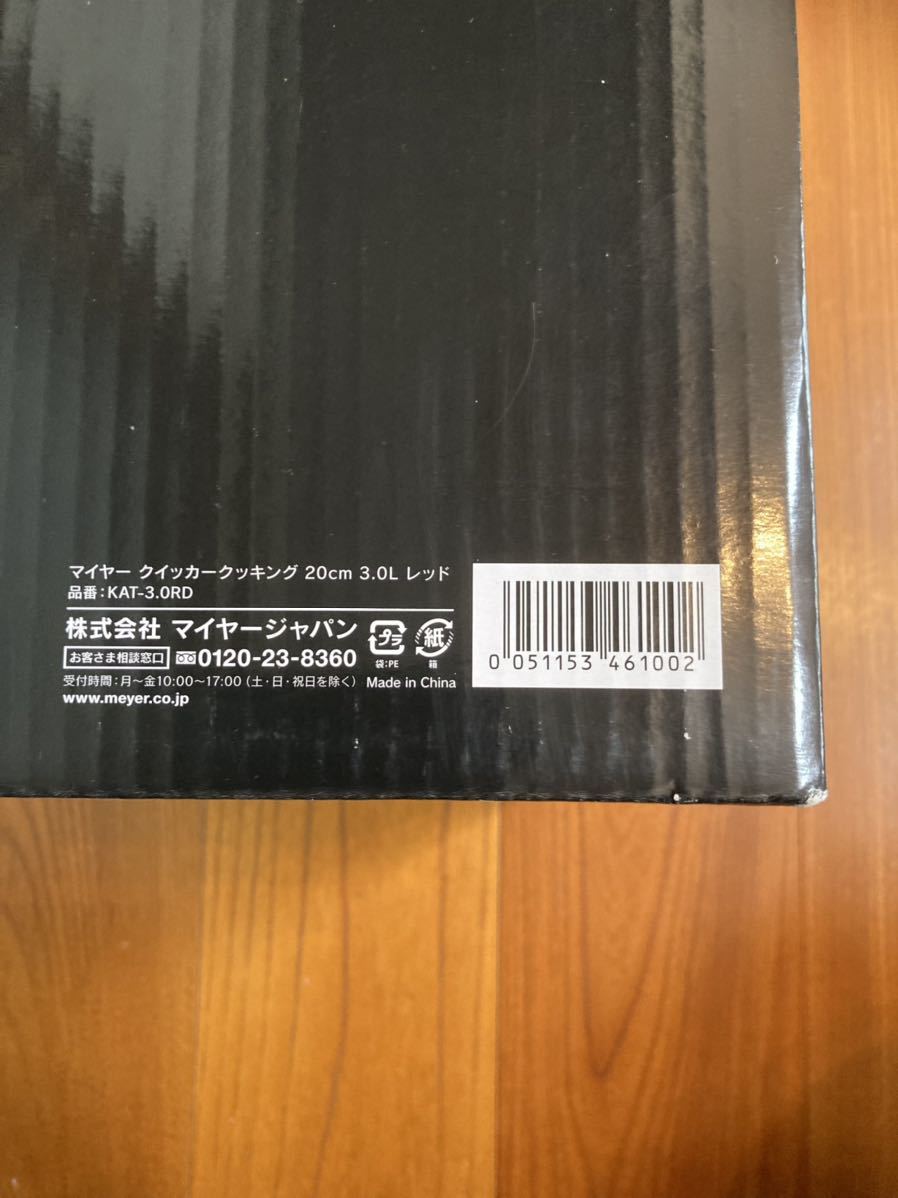 マイヤー クイッカークッキング 20cm 3.0L レッド
品番：KAT-3.0RD
株式会社 マイヤージャパン
プラ
袋：PE
紙
箱
お客さま相談窓口 0120-23-8360
受付時間：月～金10:00～17:00（土・日・祝日を除く） Made in China
www.meyer.co.jp
0 051153 461002